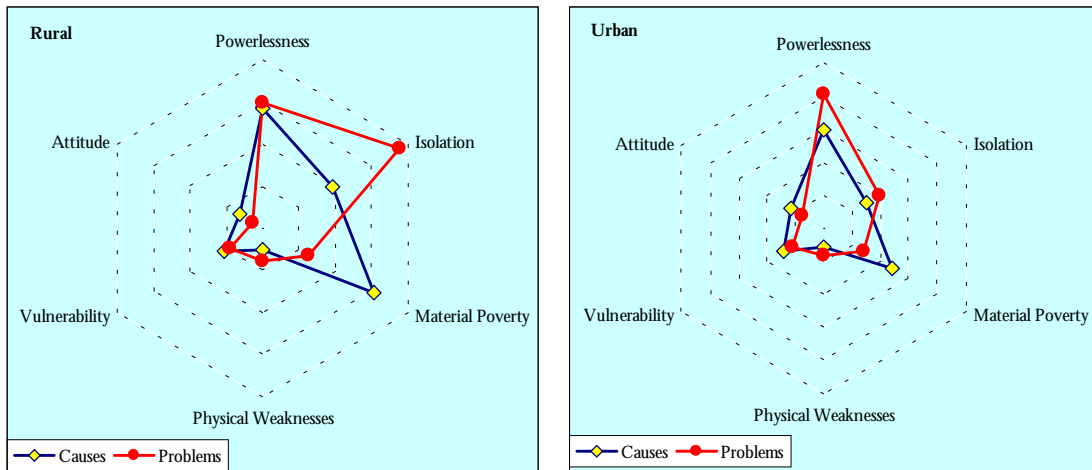 Rural
Powerlessness
Attitude
Isolation
Vulnerability
Material Poverty
Physical Weaknesses
Causes Problems
Urban
Powerlessness
Attitude
Isolation
Vulnerability
Material Poverty
Physical Weaknesses
Causes Problems